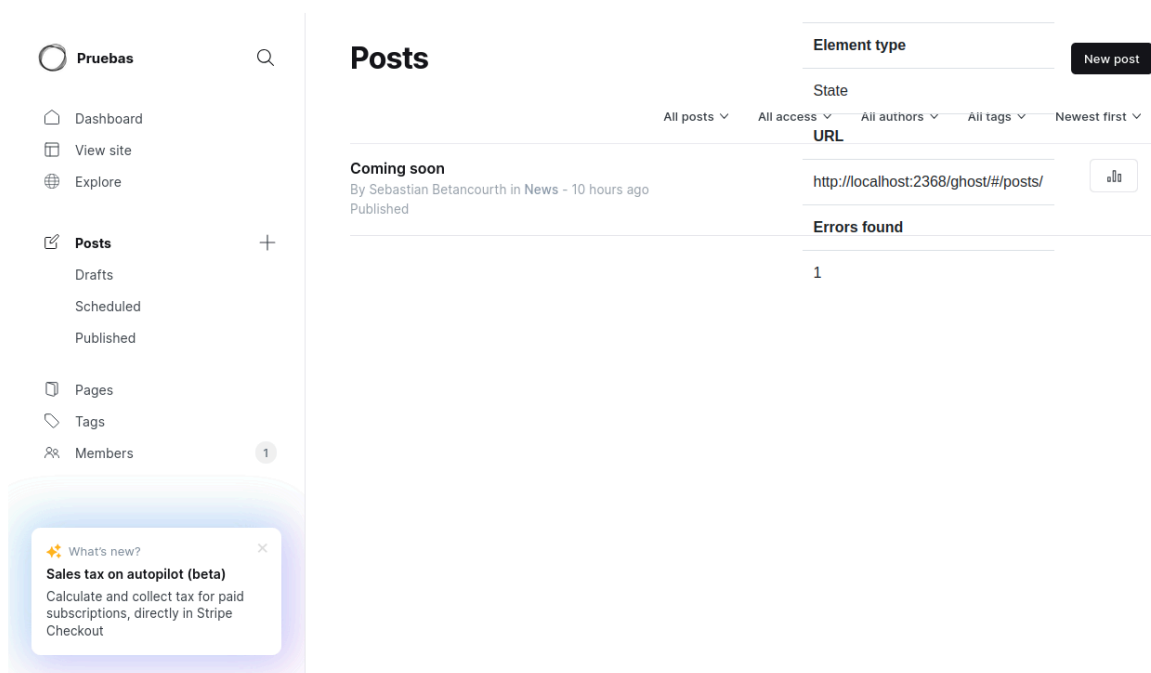 Pruebas
Dashboard
View site
Explore
Posts
Drafts
Scheduled
Published
Pages
Tags
Members
1
What's new?
Sales tax on autopilot (beta)
Calculate and collect tax for paid
subscriptions, directly in Stripe
Checkout
Posts
New post
All posts
All access
All authors
All tags
Newest first
Coming soon
By Sebastian Betancourth in News - 10 hours ago
Published
Element type
State
URL
http://localhost:2368/ghost/#/posts/
Errors found
1